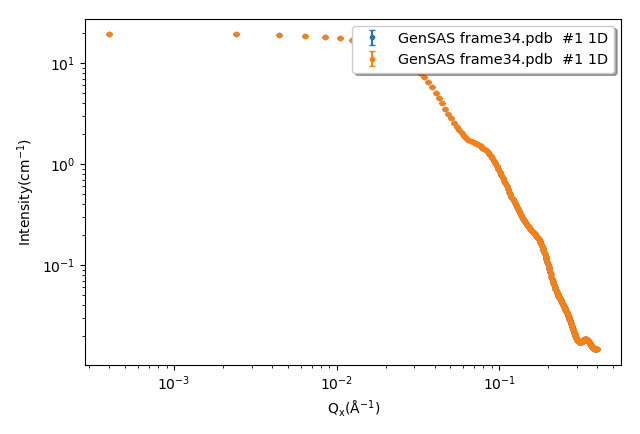 GenSAS frame34.pdb  #1 1D
GenSAS frame34.pdb  #1 1D
10¹
10⁰
10⁻¹
Intensity(cm⁻¹)
10⁻³
10⁻²
10⁻¹
Qₓ(Å⁻¹)